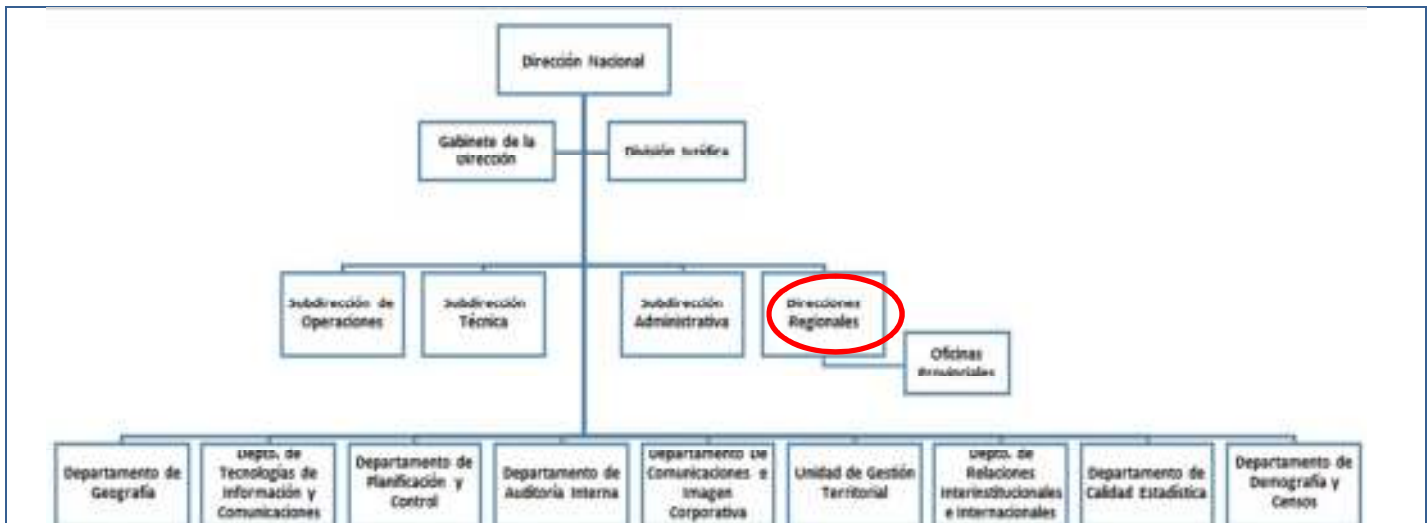 Dirección Nacional
Gabinete de la
Dirección
División Jurídica
Subdirección de
Operaciones
Subdirección
Técnica
Subdirección
Administrativa
Direcciones
Regionales
Oficinas
Provinciales
Departamento de
Geografía
Depto. de
Tecnologías de
Información y
Comunicaciones
Departamento de
Planificación y
Control
Departamento de
Auditoría Interna
Departamento De
Comunicaciones e
Imagen
Corporativa
Unidad de Gestión
Territorial
Depto. de
Relaciones
Interinstitucionales
e Internacionales
Departamento de
Calidad Estadística
Departamento de
Demografía y
Censos